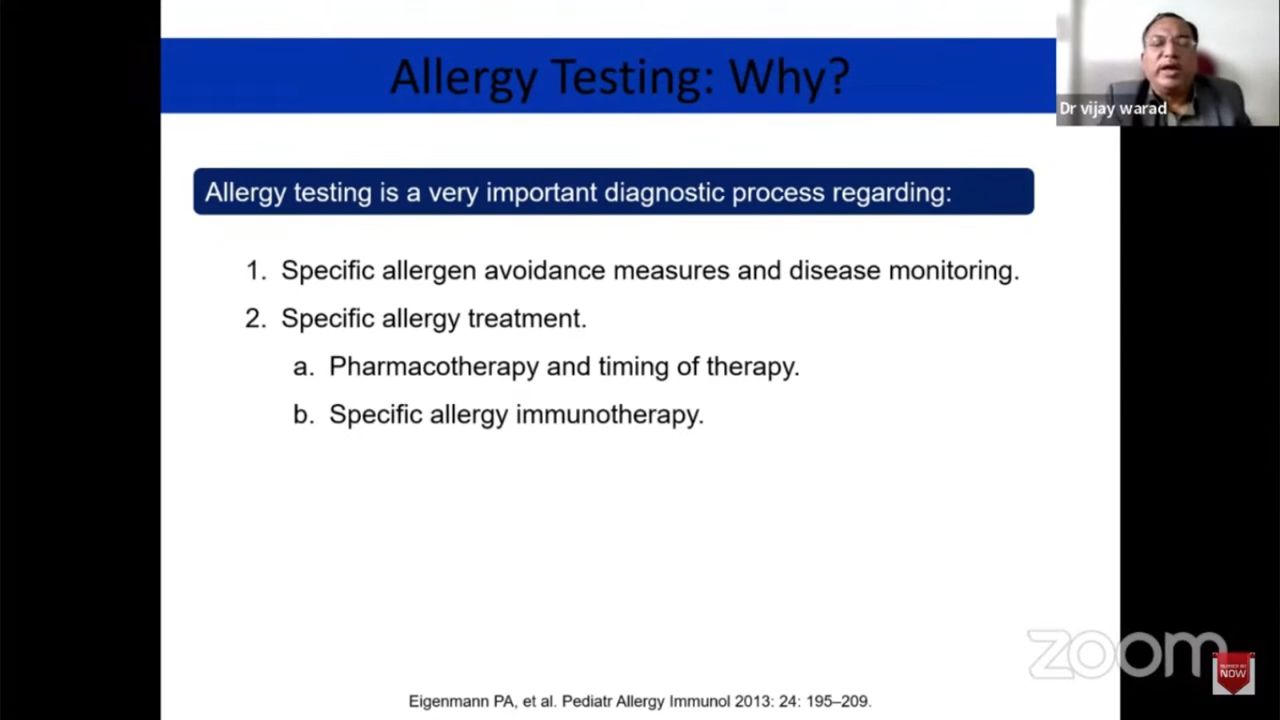 Allergy Testing: Why?
Dr vijay warad
Allergy testing is a very important diagnostic process regarding:
1. Specific allergen avoidance measures and disease monitoring.
2. Specific allergy treatment.
a. Pharmacotherapy and timing of therapy.
b. Specific allergy immunotherapy.
zoom
NOW
Eigenmann PA, et al. Pediatr Allergy Immunol 2013: 24: 195–209.